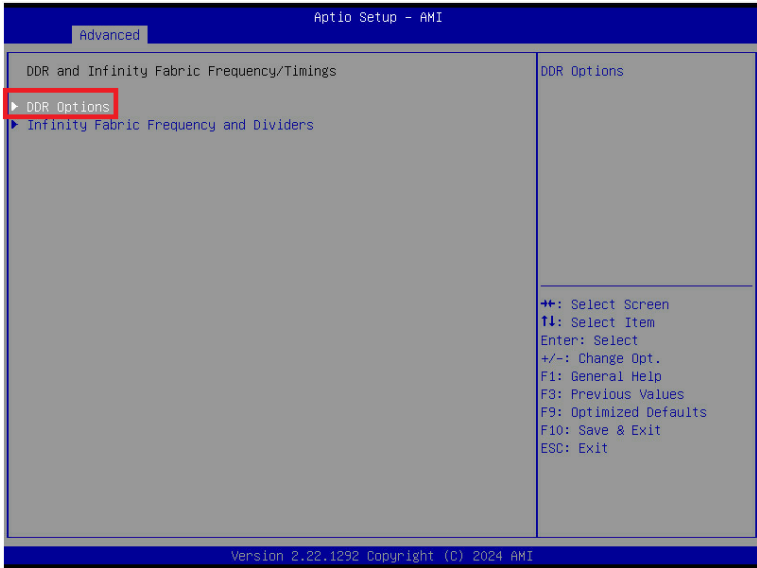 Aptio Setup – AMI
Advanced
DDR and Infinity Fabric Frequency/Timings
▶ DDR Options
▶ Infinity Fabric Frequency and Dividers
DDR Options
→←: Select Screen
↑↓: Select Item
Enter: Select
+/-: Change Opt.
F1: General Help
F3: Previous Values
F9: Optimized Defaults
F10: Save & Exit
ESC: Exit
Version 2.22.1292 Copyright (C) 2024 AMI